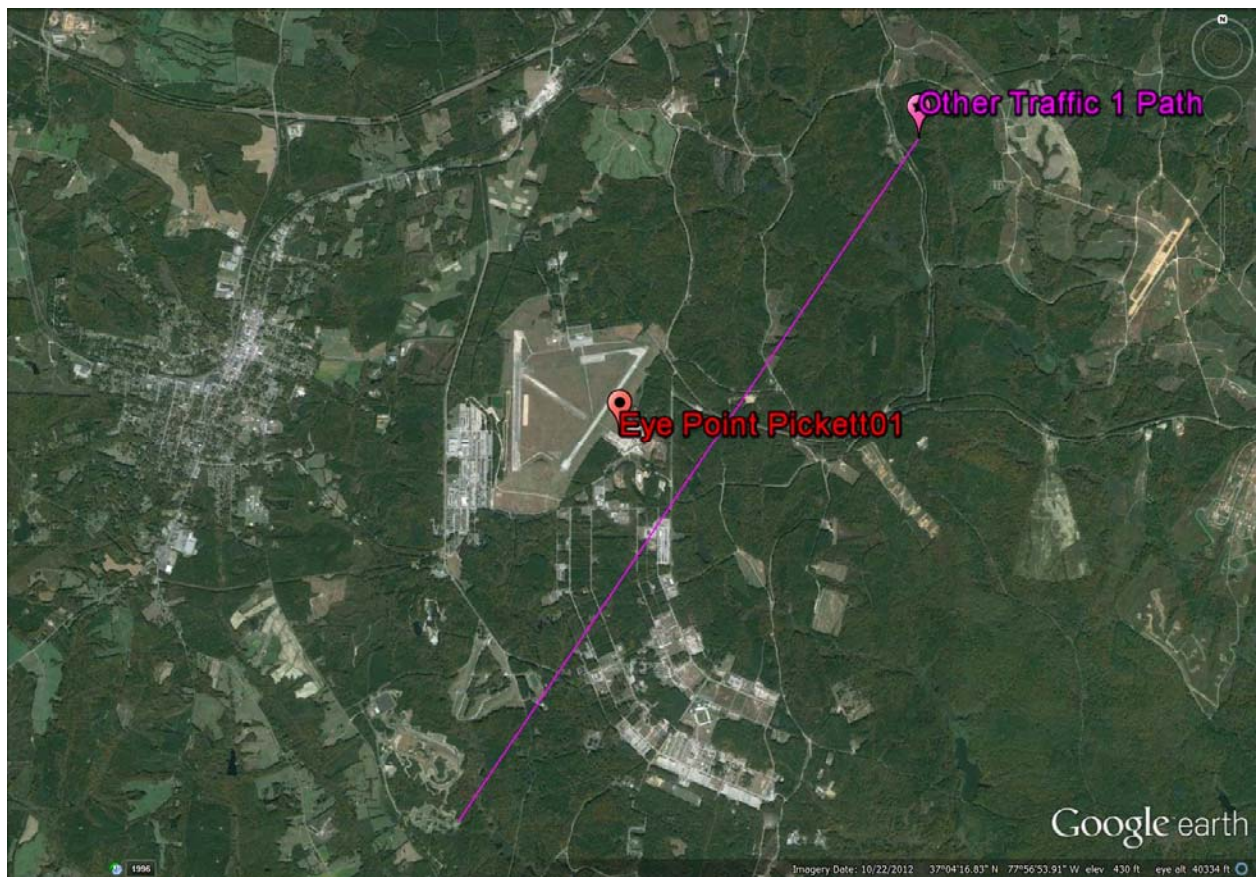 N
Other Traffic 1 Path
Eye Point Pickett01
Google earth
1996
Imagery Date: 10/22/2012 37°04'16.83" N 77°56'53.91" W elev 430 ft eye alt 40334 ft